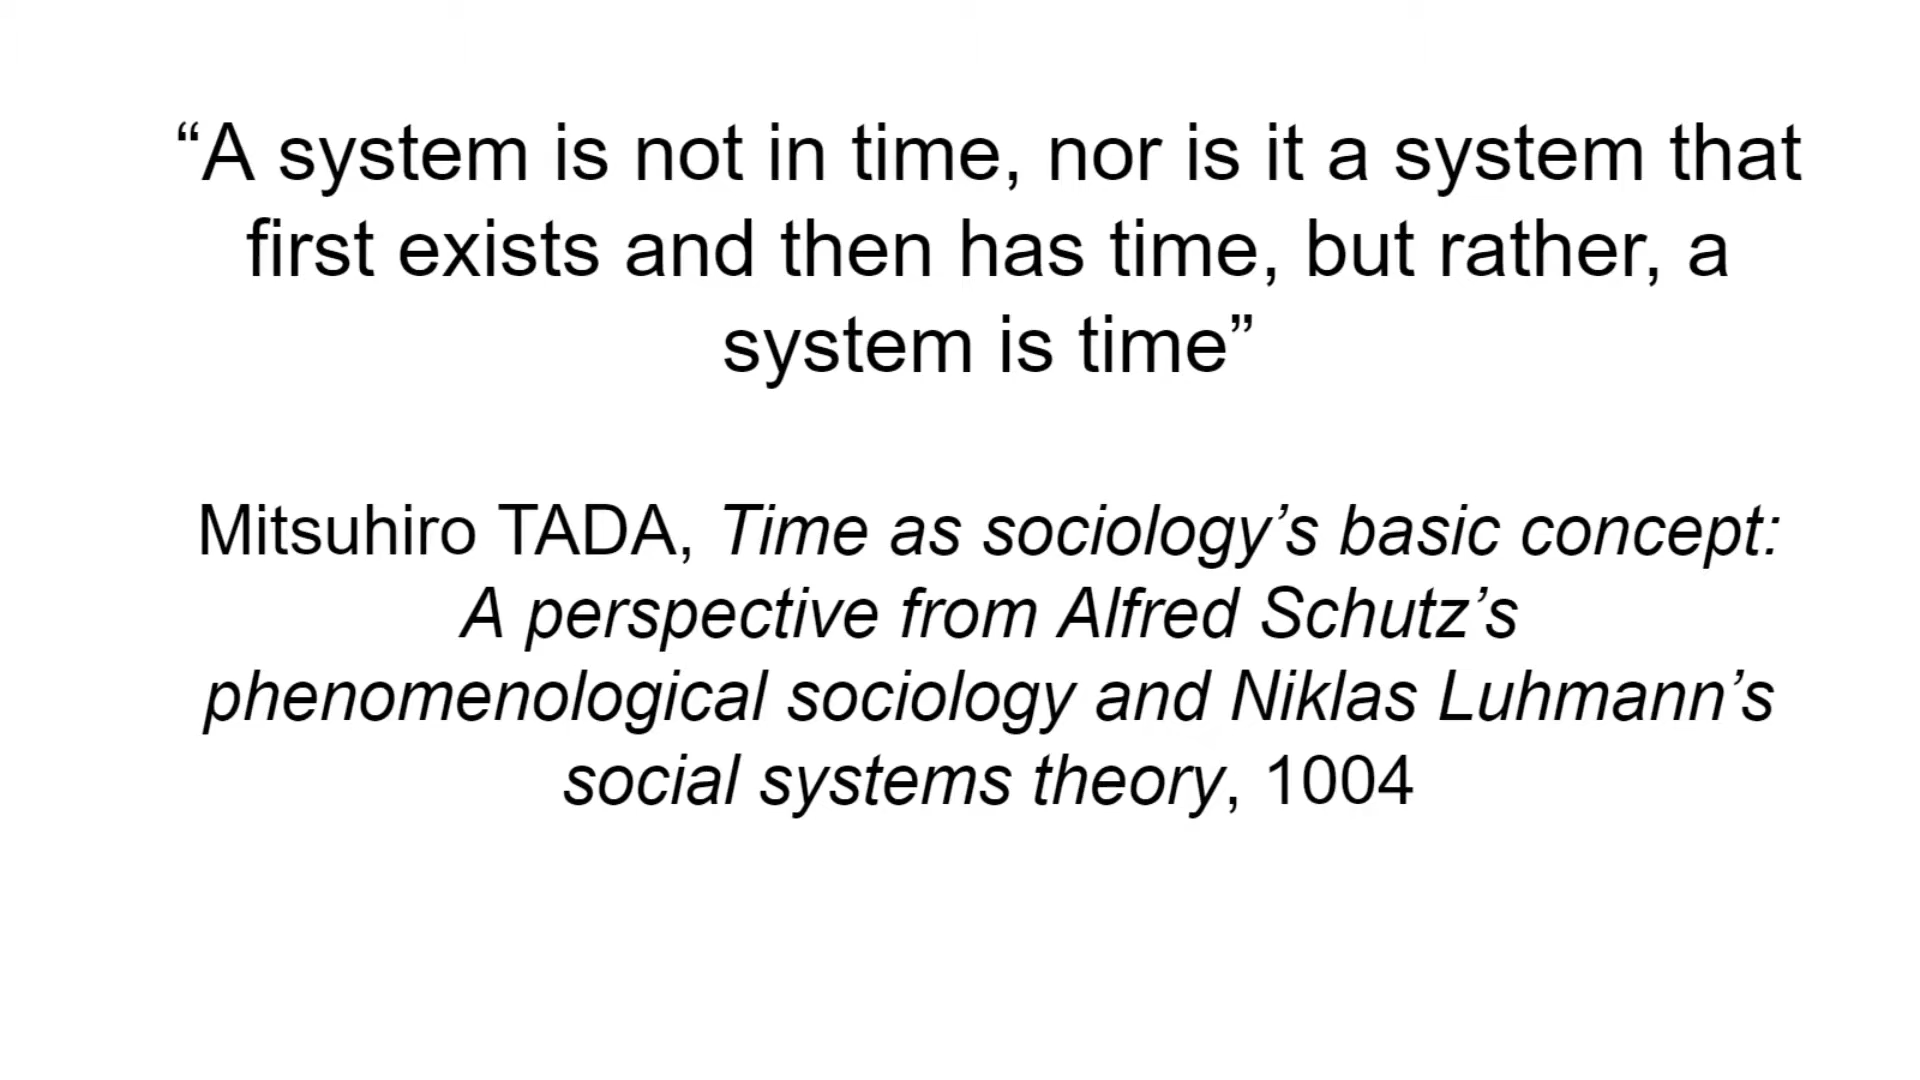 “A system is not in time, nor is it a system that
first exists and then has time, but rather, a
system is time”
Mitsuhiro TADA, Time as sociology’s basic concept:
A perspective from Alfred Schutz’s
phenomenological sociology and Niklas Luhmann’s
social systems theory, 1004